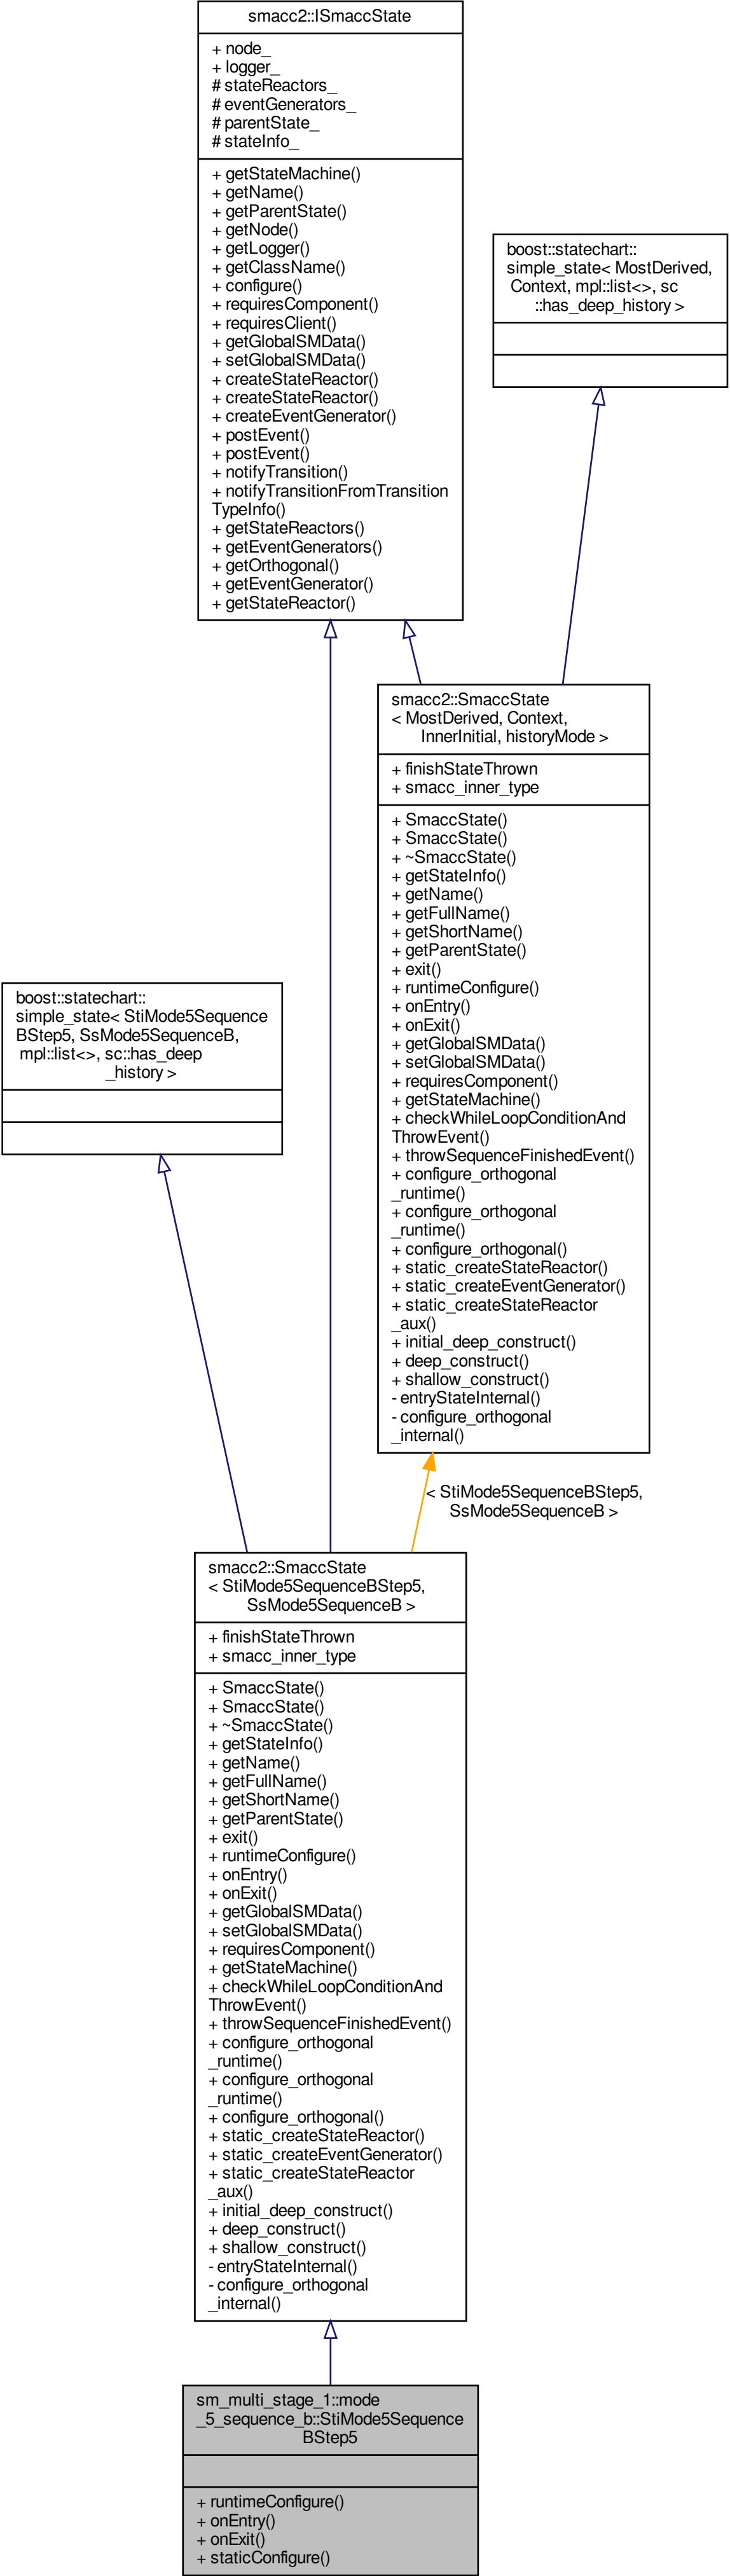 smacc2::ISmaccState
+ node_
+ logger_
# stateReactors_
# eventGenerators_
# parentState_
# stateInfo_
+ getStateMachine()
+ getName()
+ getParentState()
+ getNode()
+ getLogger()
+ getClassName()
+ configure()
+ requiresComponent()
+ requiresClient()
+ getGlobalSMData()
+ setGlobalSMData()
+ createStateReactor()
+ createStateReactor()
+ createEventGenerator()
+ postEvent()
+ postEvent()
+ notifyTransition()
+ notifyTransitionFromTransition
TypeInfo()
+ getStateReactors()
+ getEventGenerators()
+ getOrthogonal()
+ getEventGenerator()
+ getStateReactor()
boost::statechart::
simple_state< MostDerived,
Context, mpl::list<>, sc
::has_deep_history >
smacc2::SmaccState
< MostDerived, Context,
InnerInitial, historyMode >
+ finishStateThrown
+ smacc_inner_type
+ SmaccState()
+ SmaccState()
+ ~SmaccState()
+ getStateInfo()
+ getName()
+ getFullName()
+ getShortName()
+ getParentState()
+ exit()
+ runtimeConfigure()
+ onEntry()
+ onExit()
+ getGlobalSMData()
+ setGlobalSMData()
+ requiresComponent()
+ getStateMachine()
+ checkWhileLoopConditionAnd
ThrowEvent()
+ throwSequenceFinishedEvent()
+ configure_orthogonal
_runtime()
+ configure_orthogonal
_runtime()
+ configure_orthogonal()
+ static_createStateReactor()
+ static_createEventGenerator()
+ static_createStateReactor
_aux()
+ initial_deep_construct()
+ deep_construct()
+ shallow_construct()
- entryStateInternal()
- configure_orthogonal
_internal()
boost::statechart::
simple_state< StiMode5Sequence
BStep5, SsMode5SequenceB,
mpl::list<>, sc::has_deep
_history >
< StiMode5SequenceBStep5,
SsMode5SequenceB >
smacc2::SmaccState
< StiMode5SequenceBStep5,
SsMode5SequenceB >
+ finishStateThrown
+ smacc_inner_type
+ SmaccState()
+ SmaccState()
+ ~SmaccState()
+ getStateInfo()
+ getName()
+ getFullName()
+ getShortName()
+ getParentState()
+ exit()
+ runtimeConfigure()
+ onEntry()
+ onExit()
+ getGlobalSMData()
+ setGlobalSMData()
+ requiresComponent()
+ getStateMachine()
+ checkWhileLoopConditionAnd
ThrowEvent()
+ throwSequenceFinishedEvent()
+ configure_orthogonal
_runtime()
+ configure_orthogonal
_runtime()
+ configure_orthogonal()
+ static_createStateReactor()
+ static_createEventGenerator()
+ static_createStateReactor
_aux()
+ initial_deep_construct()
+ deep_construct()
+ shallow_construct()
- entryStateInternal()
- configure_orthogonal
_internal()
sm_multi_stage_1::mode
_5_sequence_b::StiMode5Sequence
BStep5
+ runtimeConfigure()
+ onEntry()
+ onExit()
+ staticConfigure()